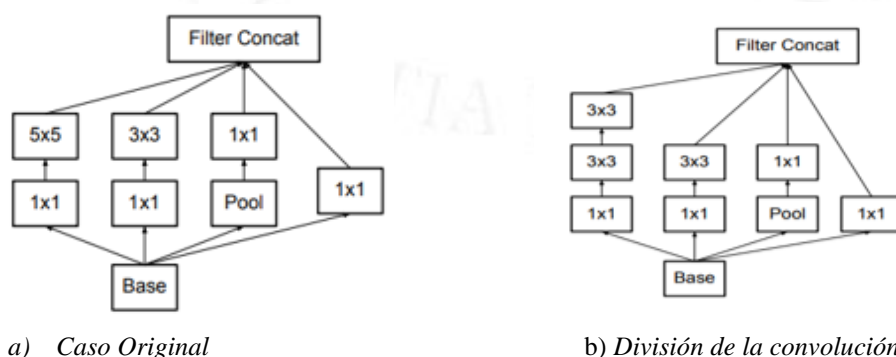 Filter Concat
5x5 3x3 1x1
1x1 1x1 Pool 1x1
Base
a) Caso Original
Filter Concat
3x3
3x3 3x3 1x1
1x1 1x1 Pool 1x1
Base
b) División de la convolución